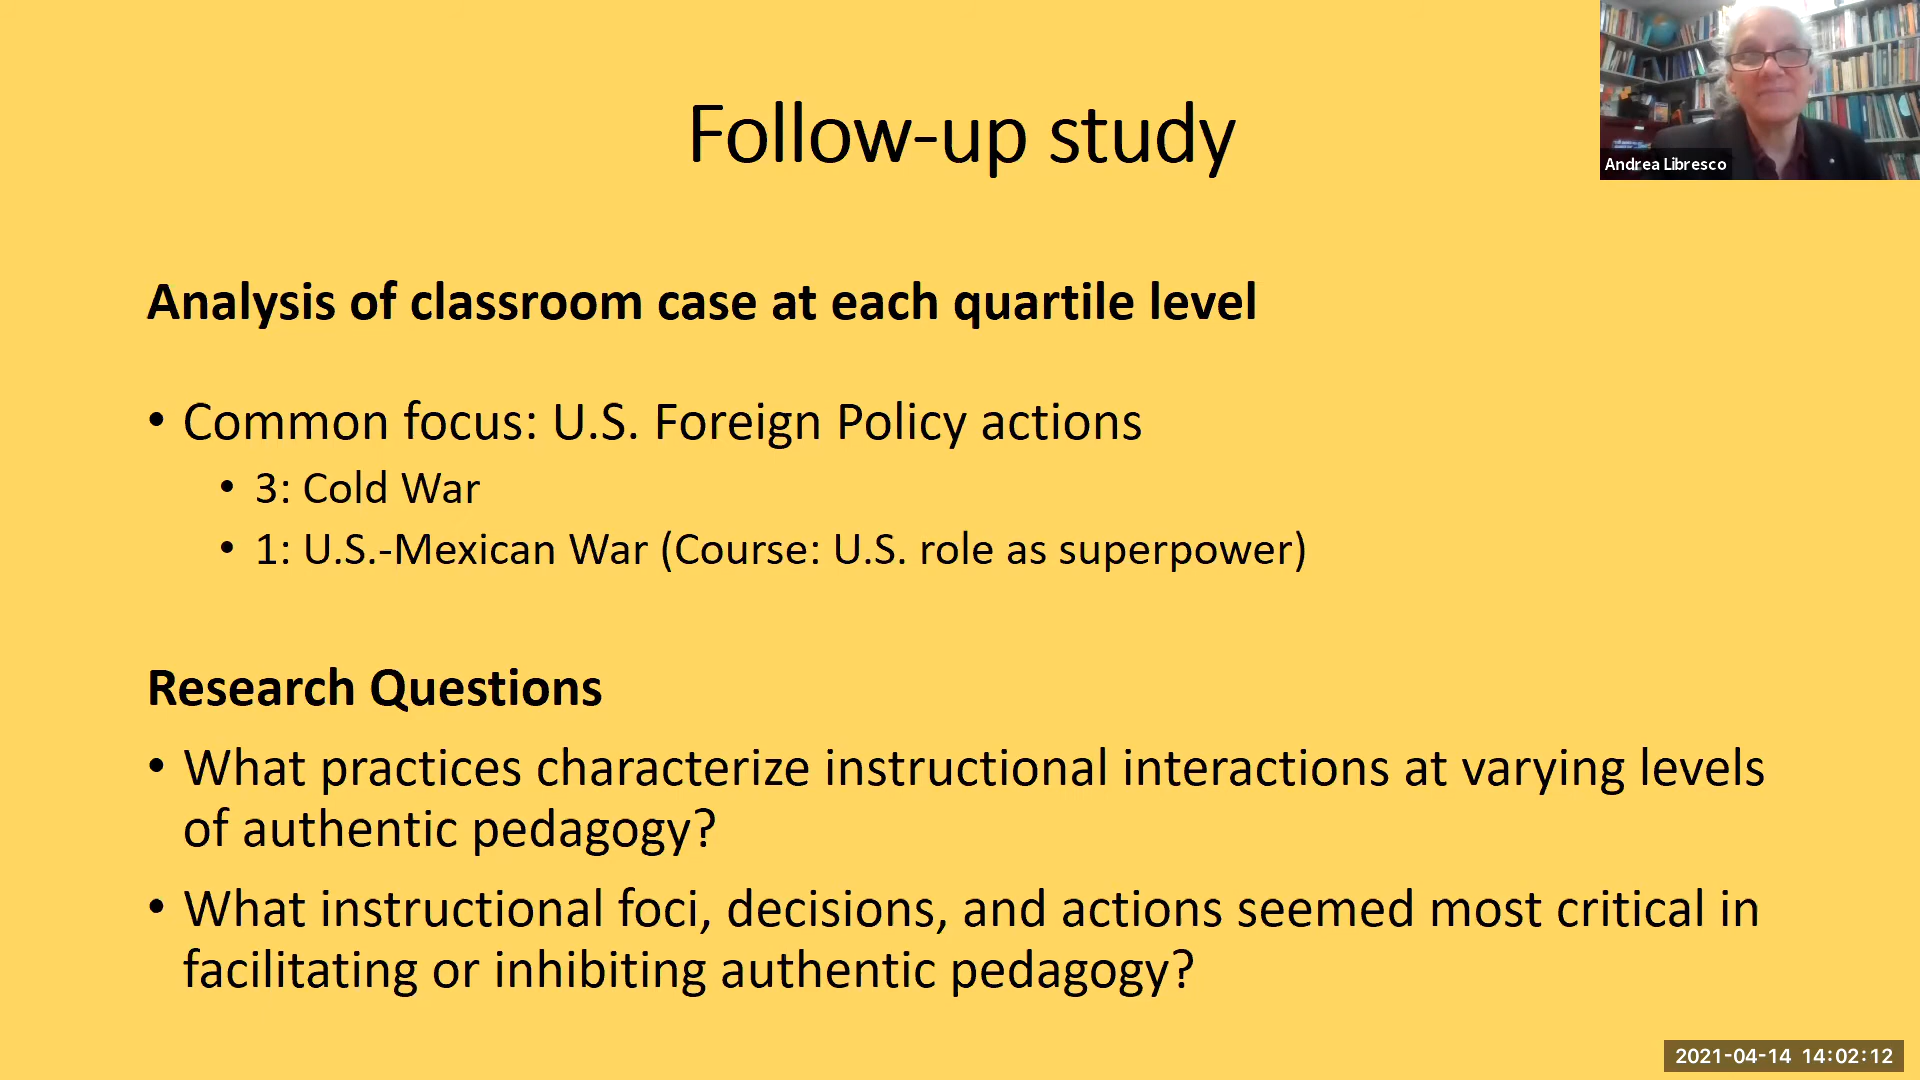 Follow-up study
Andrea Libresco
Analysis of classroom case at each quartile level
• Common focus: U.S. Foreign Policy actions
• 3: Cold War
• 1: U.S.-Mexican War (Course: U.S. role as superpower)
Research Questions
• What practices characterize instructional interactions at varying levels
of authentic pedagogy?
• What instructional foci, decisions, and actions seemed most critical in
facilitating or inhibiting authentic pedagogy?
2021-04-14 14:02:12